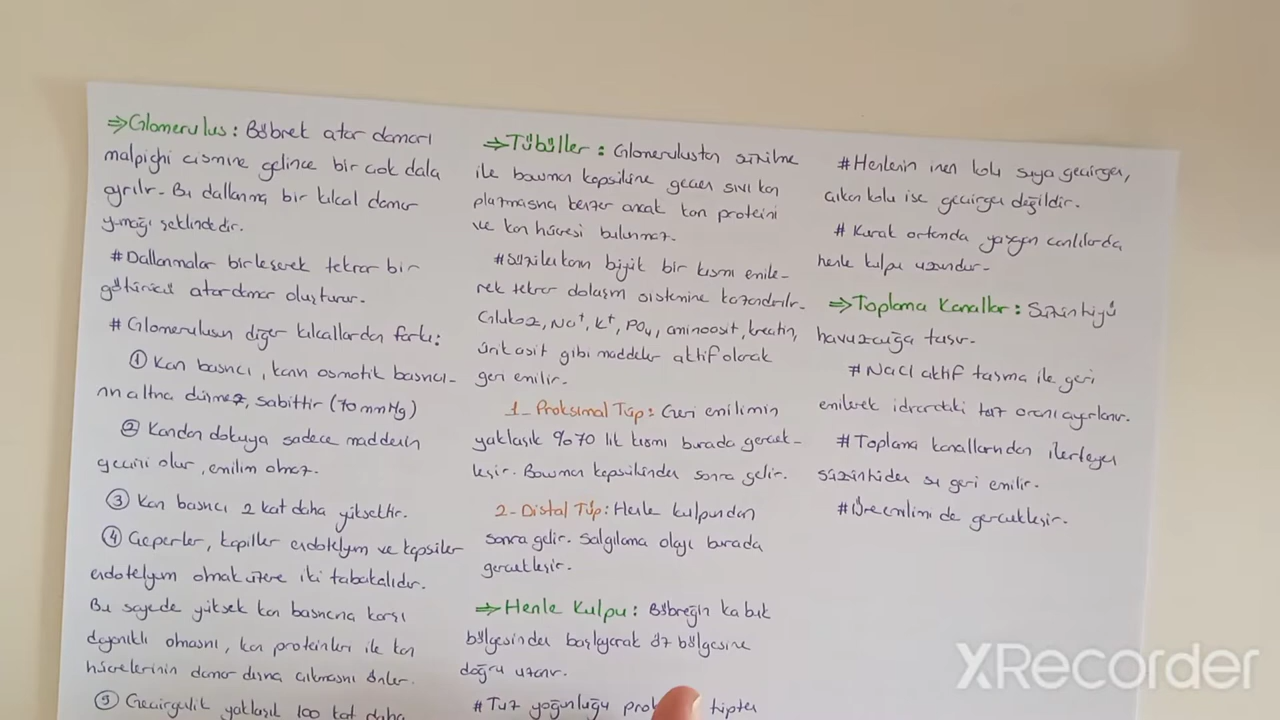 ⇒Glomerulus: Böbrek atar damarı
malpighi cismine gelince bir çok dala
ayrılır. Bu dallanma bir kılcal damar
yumağı şeklindedir.
#Dallanmalar birleşerek tekrar bir
götürücü atardamar oluşturur.
# Glomerulusun diğer kılcallardan farkı:
① Kan basıncı, kanın osmotik basıncı-
nın altına düşmez, sabittir (70 mmHg)
② Kandan dokuya sadece maddenin
geçişi olur, emilim olmaz.
③ Kan basıncı 2 kat daha yüksektir.
④ Çeperler, kapiller endotelyum ve kapsüler
endotelyum olmak üzere iki tabakalıdır.
Bu sayede yüksek kan basıncına karşı
dayanıklı olmasını, kan proteinleri ile kan
hücrelerinin damar dışına çıkmasını önler.
⑤ Geçirgenlik yaklaşık 100 kat daha
⇒Tübüller: Glomerulustan süzülme
ile bowman kapsülüne geçen sıvı kan
plazmasına benzer ancak kan proteini
ve kan hücresi bulunmaz.
#Süzülen kanın büyük bir kısmı emile-
rek tekrar dolaşım sistemine kazandırılır.
Glukoz, Na⁺, K⁺, PO₄, aminoasit, kreatin,
ürik asit gibi maddeler aktif olarak
geri emilir.
1- Proksimal Tüp: Geri emilimin
yaklaşık %70 lik kısmı burada gerçek-
leşir. Bowman kapsülünden sonra gelir.
2- Distal Tüp: Henle kulpundan
sonra gelir. Salgılama olayı burada
gerçekleşir.
⇒Henle Kulpu: Böbreğin kabuk
bölgesinden başlayarak öz bölgesine
doğru uzanır.
# Tuz yoğunluğu tüpten
#Henlenin inen kolu suya geçirgen,
çıkan kolu ise geçirgen değildir.
# Kurak ortamda yaşayan canlılarda
henle kulpu uzundur.
⇒Toplama Kanalları: Süzüntüyü
havuzcuğa taşır.
#NaCl aktif taşıma ile geri
emilerek idrardaki tuz oranı ayarlanır.
#Toplama kanallarından ilerleyen
süzüntüden su geri emilir.
#Üre emilimi de gerçekleşir.
XRecorder